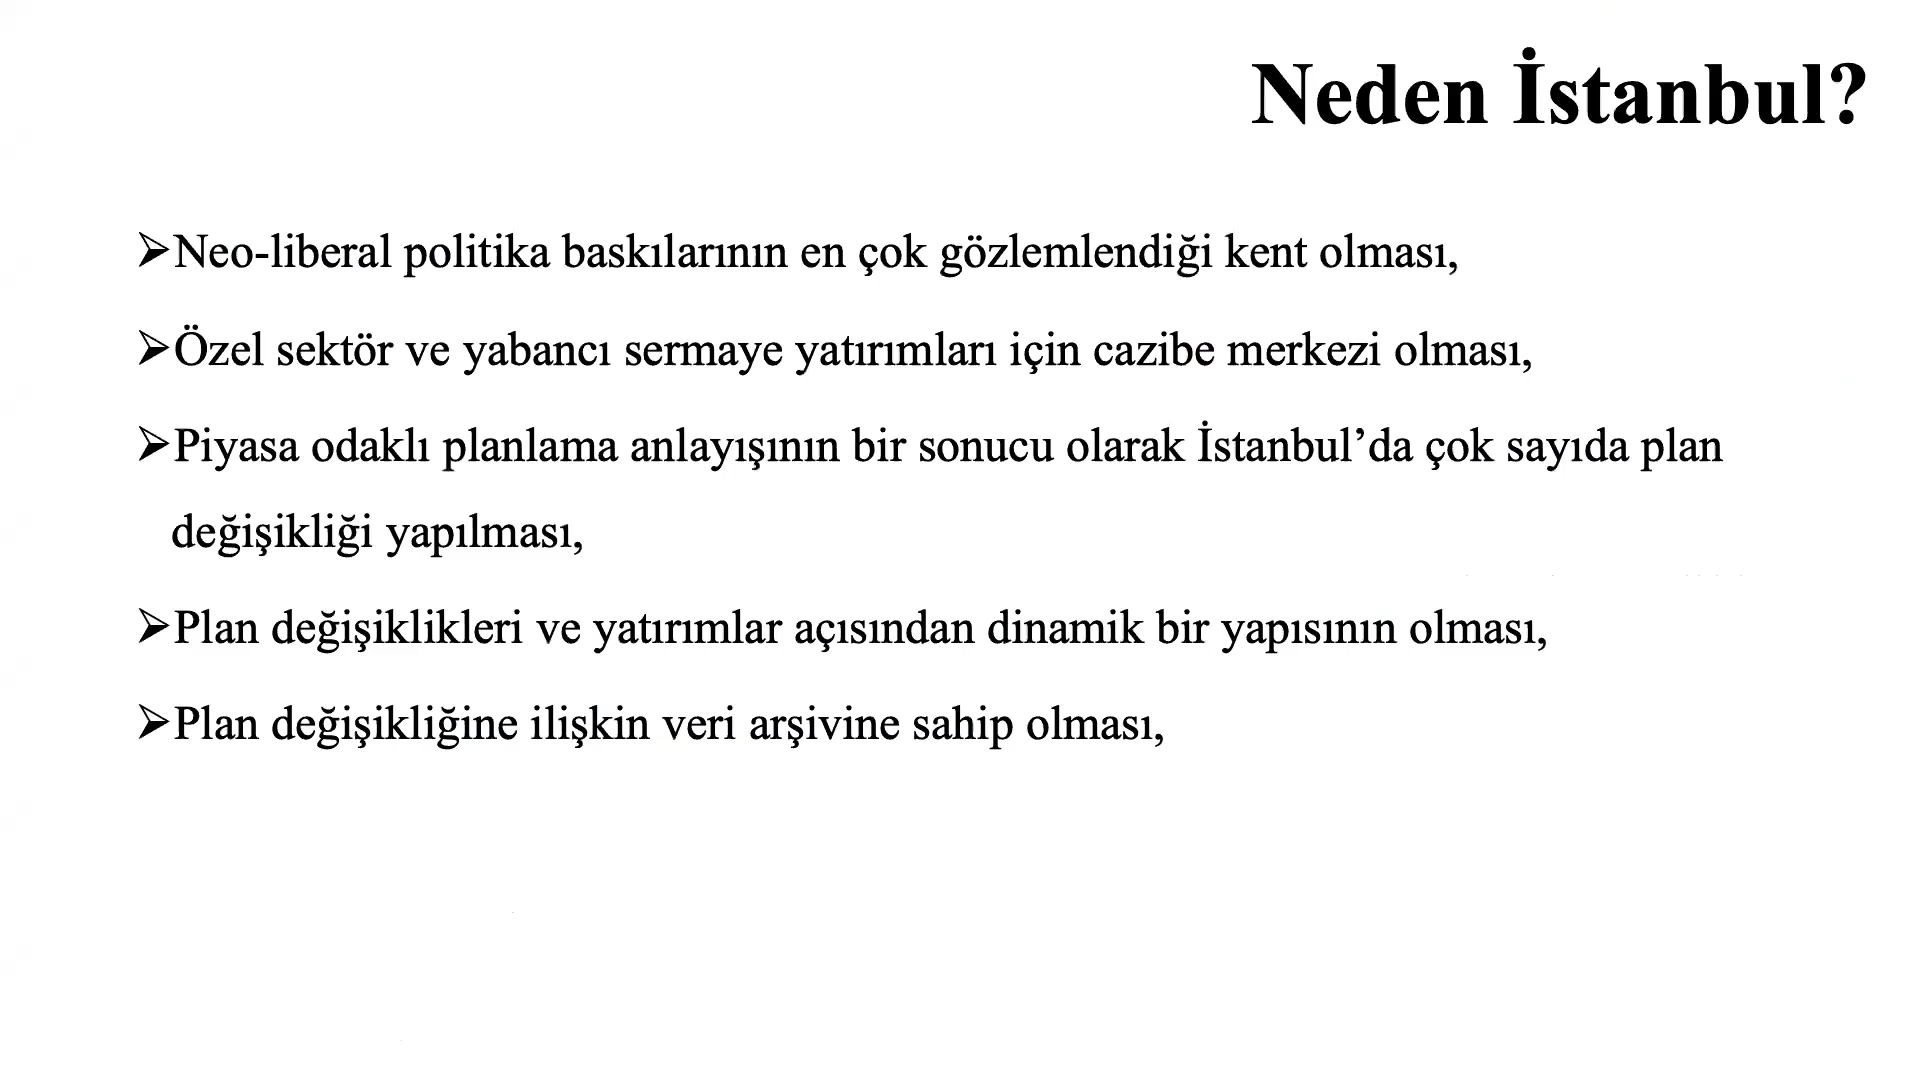 Neden İstanbul?
➢Neo-liberal politika baskılarının en çok gözlemlendiği kent olması,
➢Özel sektör ve yabancı sermaye yatırımları için cazibe merkezi olması,
➢Piyasa odaklı planlama anlayışının bir sonucu olarak İstanbul’da çok sayıda plan
değişikliği yapılması,
➢Plan değişiklikleri ve yatırımlar açısından dinamik bir yapısının olması,
➢Plan değişikliğine ilişkin veri arşivine sahip olması,